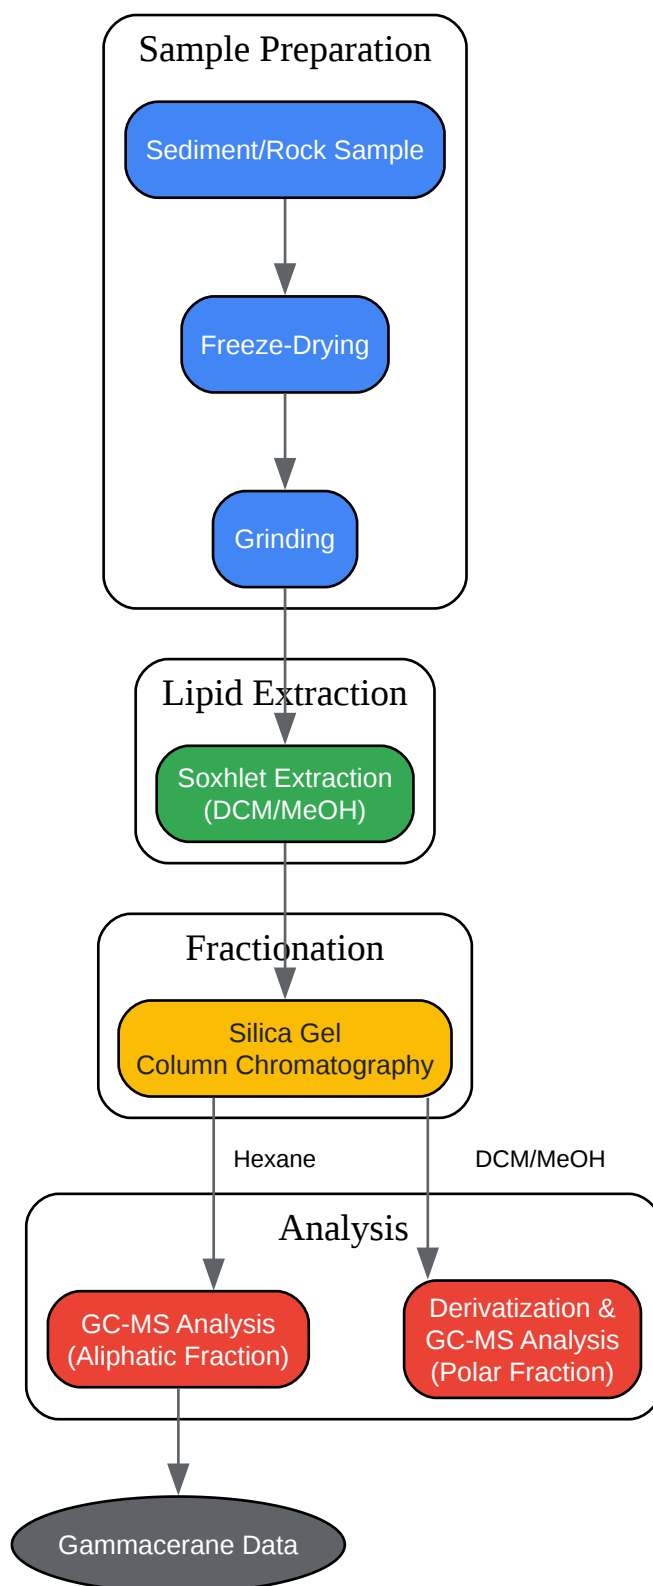 Sample Preparation
Sediment/Rock Sample
Freeze-Drying
Grinding
Lipid Extraction
Soxhlet Extraction
(DCM/MeOH)
Fractionation
Silica Gel
Column Chromatography
Hexane
DCM/MeOH
Analysis
GC-MS Analysis
(Aliphatic Fraction)
Derivatization &
GC-MS Analysis
(Polar Fraction)
Gammacerane Data